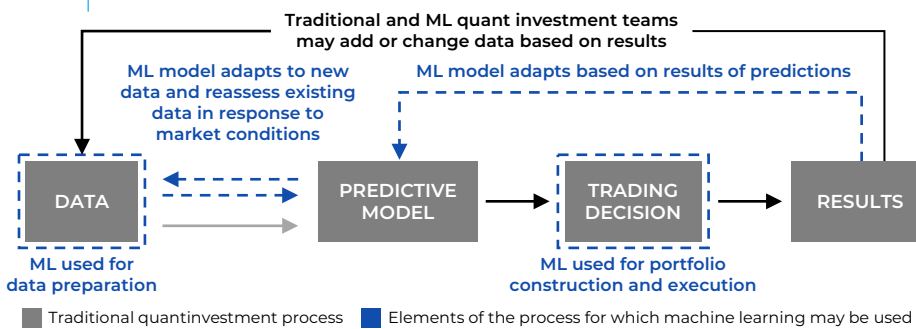 Traditional and ML quant investment teams
may add or change data based on results
ML model adapts to new
data and reassess existing
data in response to
market conditions
ML model adapts based on results of predictions
DATA
PREDICTIVE
MODEL
TRADING
DECISION
RESULTS
ML used for
data preparation
ML used for portfolio
construction and execution
Traditional quantinvestment process
Elements of the process for which machine learning may be used